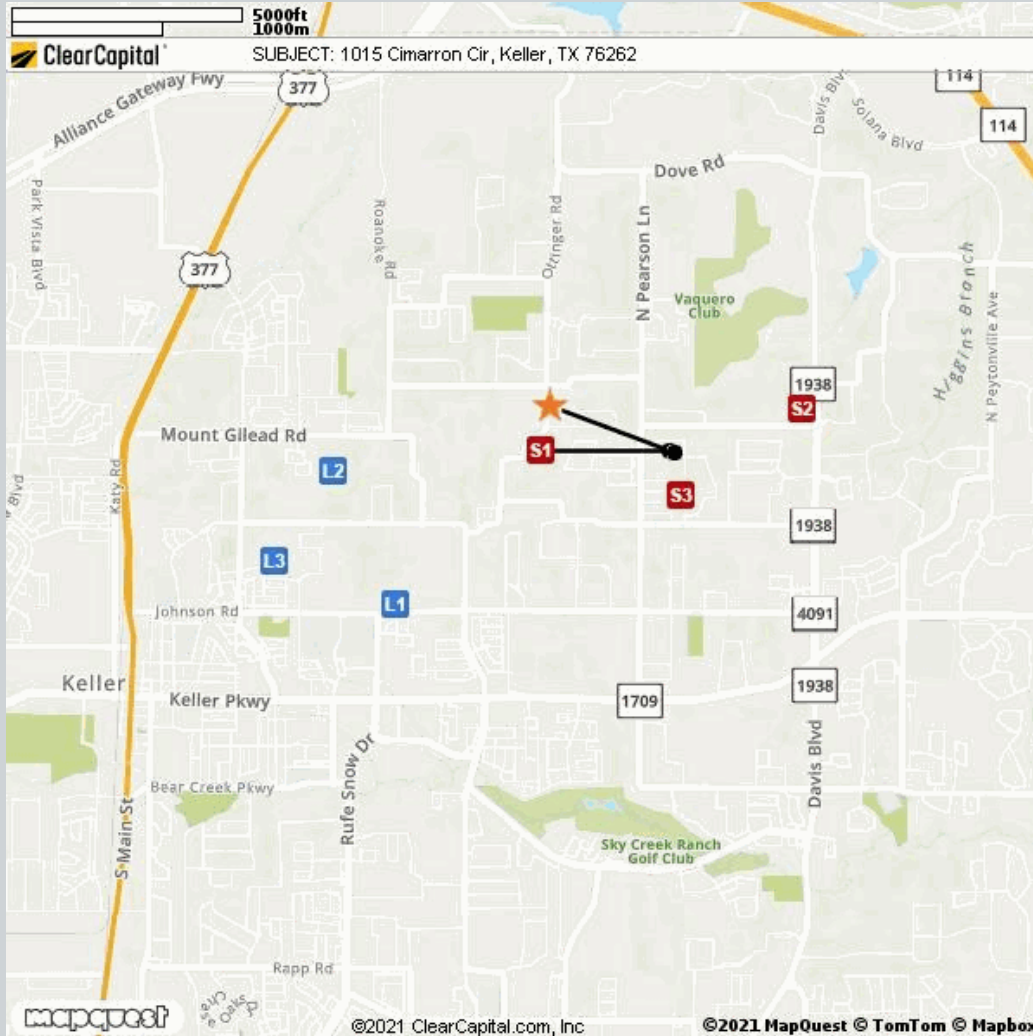 5000ft
1000m
ClearCapital
SUBJECT: 1015 Cimarron Cir, Keller, TX 76262
Alliance Gateway Fwy
377
114
Davis Blv
Solana Blvd
114
Dove Rd
Park Vista Blvd
Roanoke Rd
Ottinger Rd
N Pearson Ln
377
Vaquero
Club
Higgins Branch
N Peytonville Ave
1938
S2
Mount Gilead Rd
S1
L2
Katy Rd
Blvd
S3
1938
L3
L1
Johnson Rd
4091
Keller
Keller Pkwy
1709
1938
Davis Blvd
Rufe Snow Dr
Bear Creek Pkwy
S Main St
Sky Creek Ranch
Golf Club
Rapp Rd
Chase Oaks D
mapquest
©2021 ClearCapital.com, Inc
©2021 MapQuest © TomTom © Mapbox